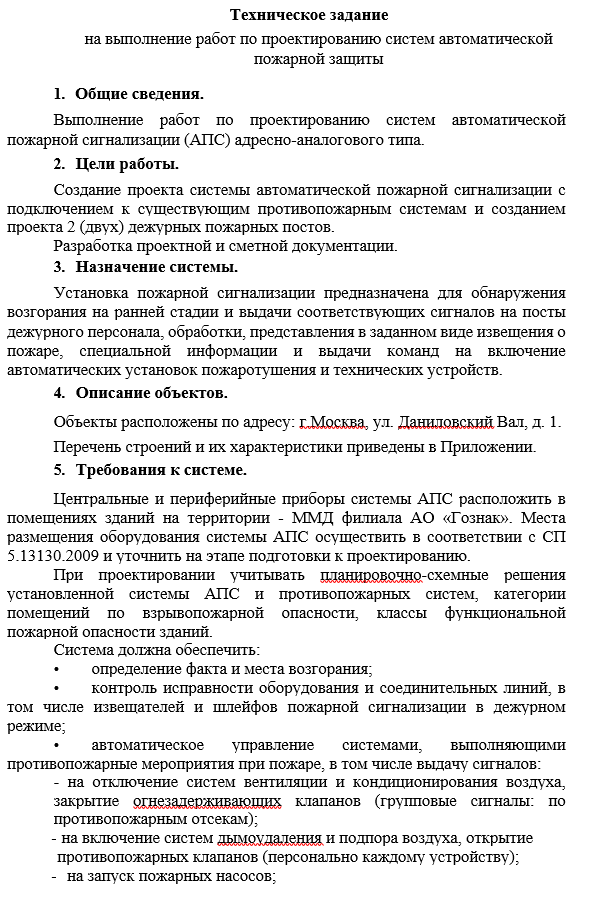 Техническое задание
на выполнение работ по проектированию систем автоматической
пожарной защиты
1. Общие сведения.
Выполнение работ по проектированию систем автоматической
пожарной сигнализации (АПС) адресно-аналогового типа.
2. Цели работы.
Создание проекта системы автоматической пожарной сигнализации с
подключением к существующим противопожарным системам и созданием
проекта 2 (двух) дежурных пожарных постов.
Разработка проектной и сметной документации.
3. Назначение системы.
Установка пожарной сигнализации предназначена для обнаружения
возгорания на ранней стадии и выдачи соответствующих сигналов на посты
дежурного персонала, обработки, представления в заданном виде извещения о
пожаре, специальной информации и выдачи команд на включение
автоматических установок пожаротушения и технических устройств.
4. Описание объектов.
Объекты расположены по адресу: г.Москва, ул. Даниловский Вал, д. 1.
Перечень строений и их характеристики приведены в Приложении.
5. Требования к системе.
Центральные и периферийные приборы системы АПС расположить в
помещениях зданий на территории - ММД филиала АО «Гознак». Места
размещения оборудования системы АПС осуществить в соответствии с СП
5.13130.2009 и уточнить на этапе подготовки к проектированию.
При проектировании учитывать планировочно-схемные решения
установленной системы АПС и противопожарных систем, категории
помещений по взрывопожарной опасности, классы функциональной
пожарной опасности зданий.
Система должна обеспечить:
• определение факта и места возгорания;
• контроль исправности оборудования и соединительных линий, в
том числе извещателей и шлейфов пожарной сигнализации в дежурном
режиме;
• автоматическое управление системами, выполняющими
противопожарные мероприятия при пожаре, в том числе выдачу сигналов:
- на отключение систем вентиляции и кондиционирования воздуха,
закрытие огнезадерживающих клапанов (групповые сигналы: по
противопожарным отсекам);
- на включение систем дымоудаления и подпора воздуха, открытие
противопожарных клапанов (персонально каждому устройству);
- на запуск пожарных насосов;